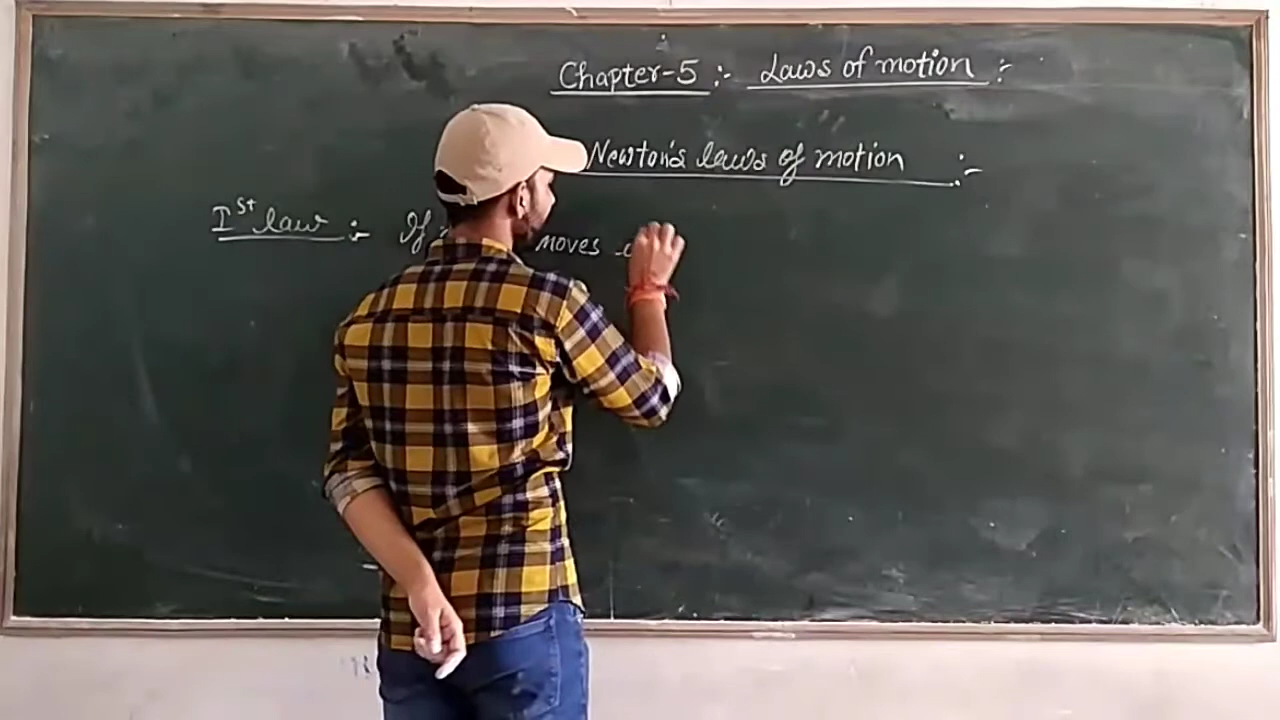 Chapter-5 :- Laws of motion :-
Newton's laws of motion :-
Ist law :- If moves